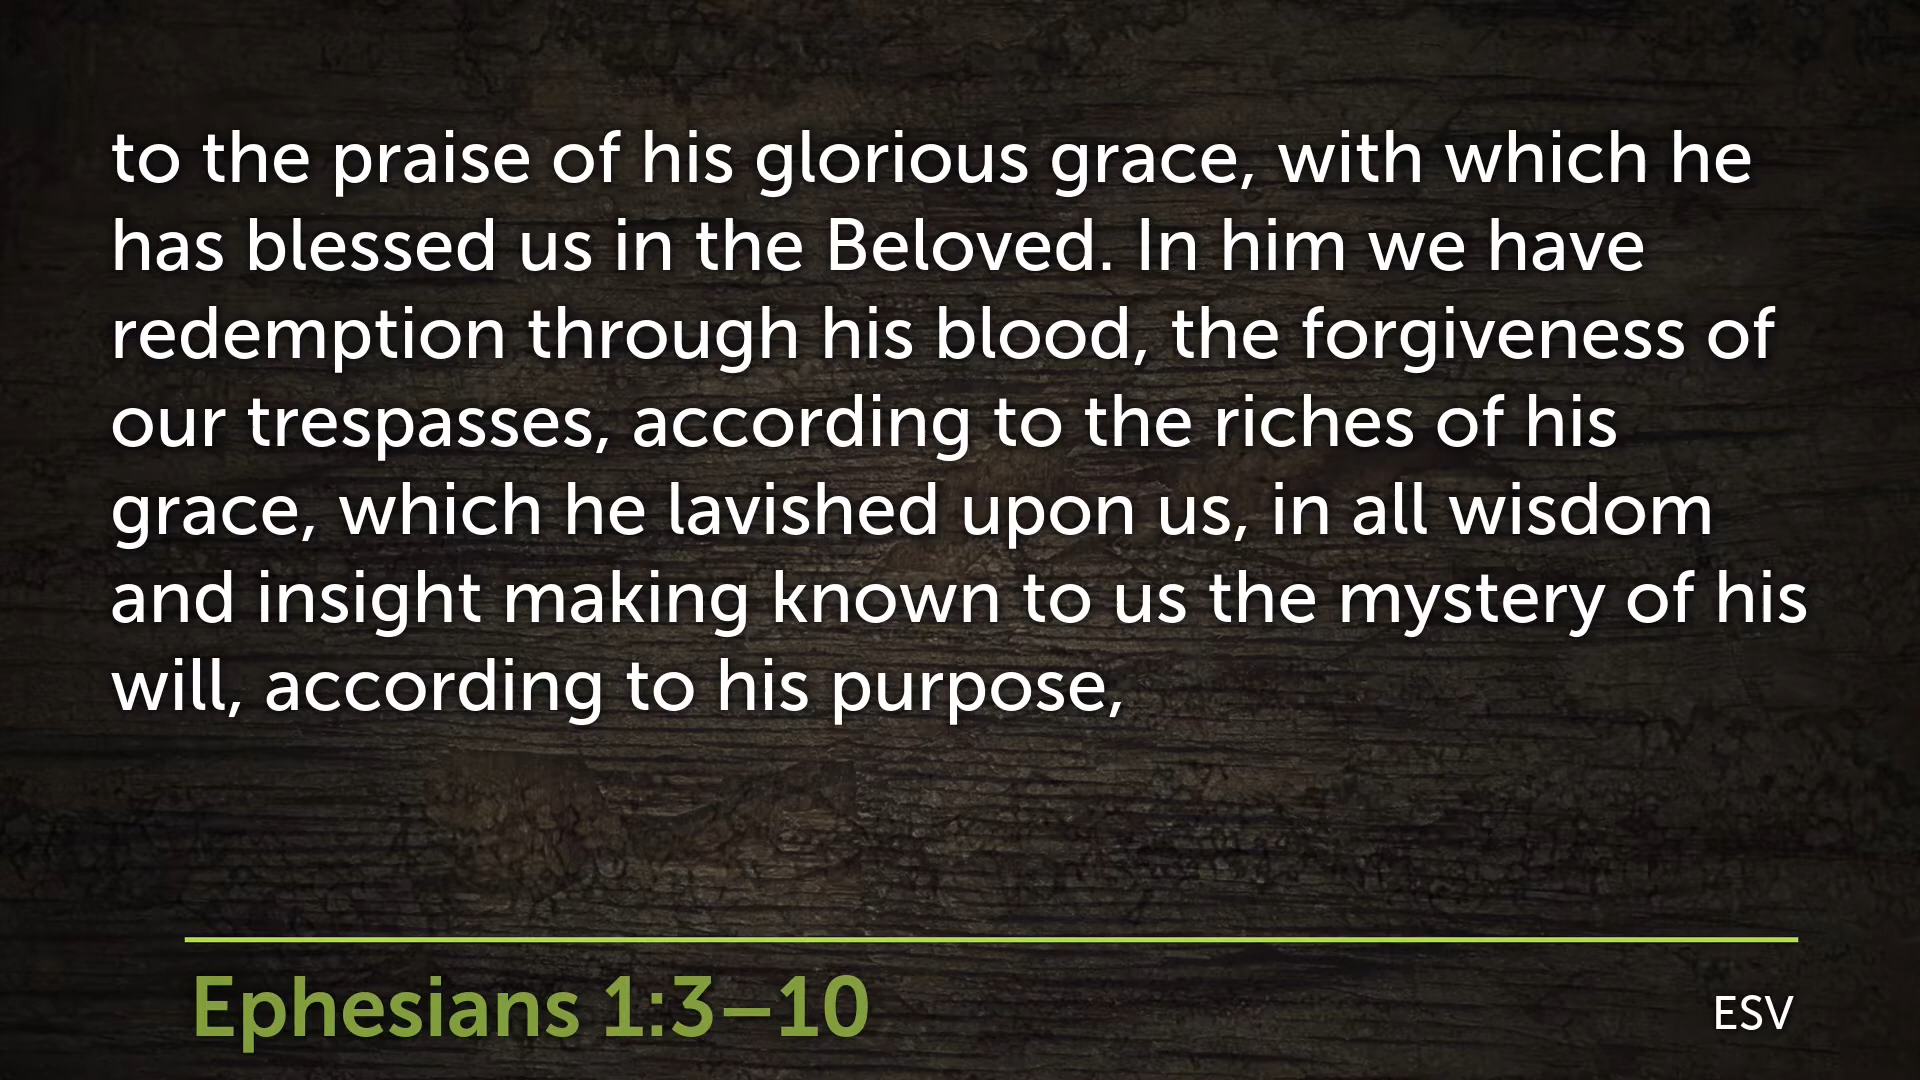 to the praise of his glorious grace, with which he
has blessed us in the Beloved. In him we have
redemption through his blood, the forgiveness of
our trespasses, according to the riches of his
grace, which he lavished upon us, in all wisdom
and insight making known to us the mystery of his
will, according to his purpose,
Ephesians 1:3–10
ESV